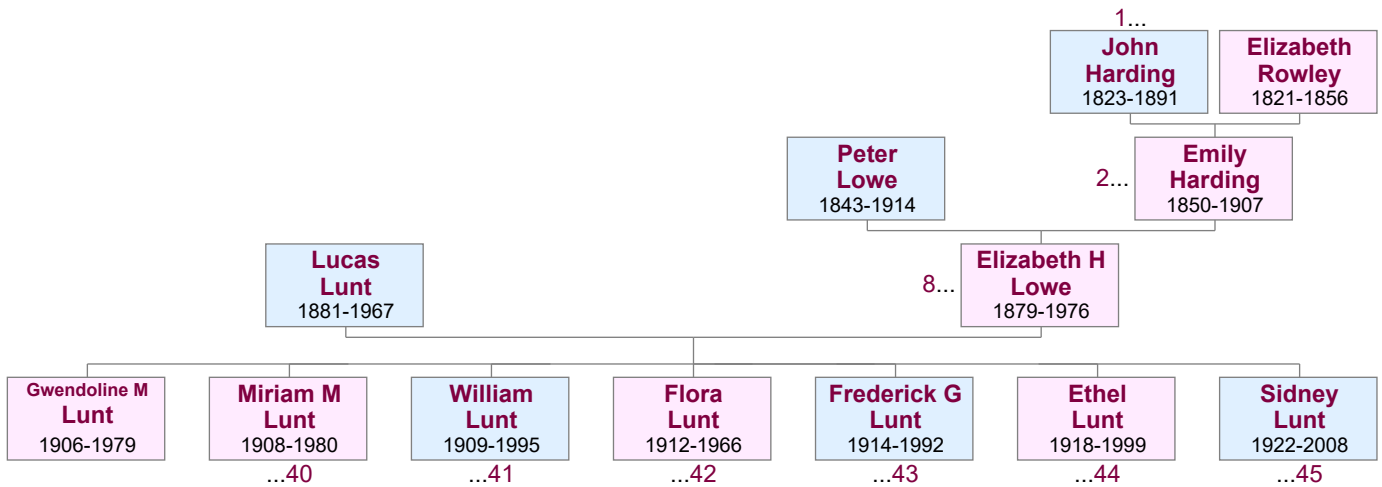 1...
John
Harding
1823-1891
Elizabeth
Rowley
1821-1856
Peter
Lowe
1843-1914
2...
Emily
Harding
1850-1907
Lucas
Lunt
1881-1967
8...
Elizabeth H
Lowe
1879-1976
Gwendoline M
Lunt
1906-1979
Miriam M
Lunt
1908-1980
...40
William
Lunt
1909-1995
...41
Flora
Lunt
1912-1966
...42
Frederick G
Lunt
1914-1992
...43
Ethel
Lunt
1918-1999
...44
Sidney
Lunt
1922-2008
...45